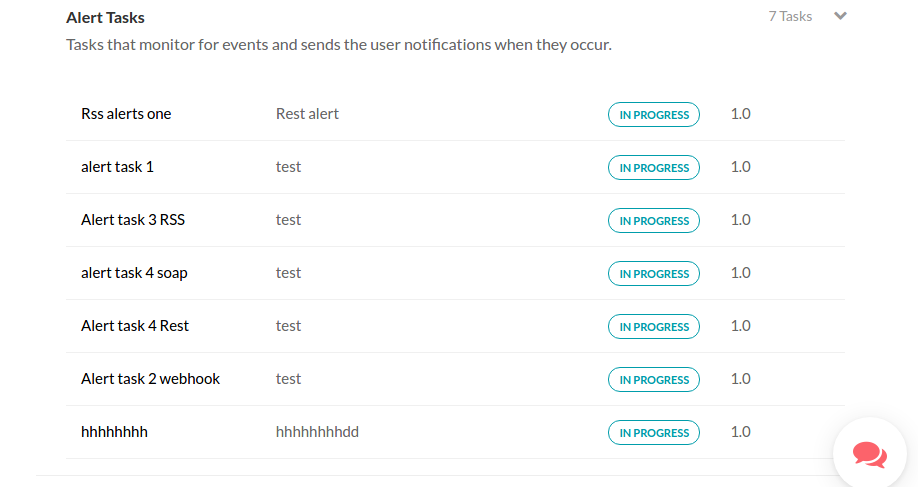 Alert Tasks 7 Tasks
Tasks that monitor for events and sends the user notifications when they occur.
Rss alerts one Rest alert IN PROGRESS 1.0
alert task 1 test IN PROGRESS 1.0
Alert task 3 RSS test IN PROGRESS 1.0
alert task 4 soap test IN PROGRESS 1.0
Alert task 4 Rest test IN PROGRESS 1.0
Alert task 2 webhook test IN PROGRESS 1.0
hhhhhhhh hhhhhhhhdd IN PROGRESS 1.0